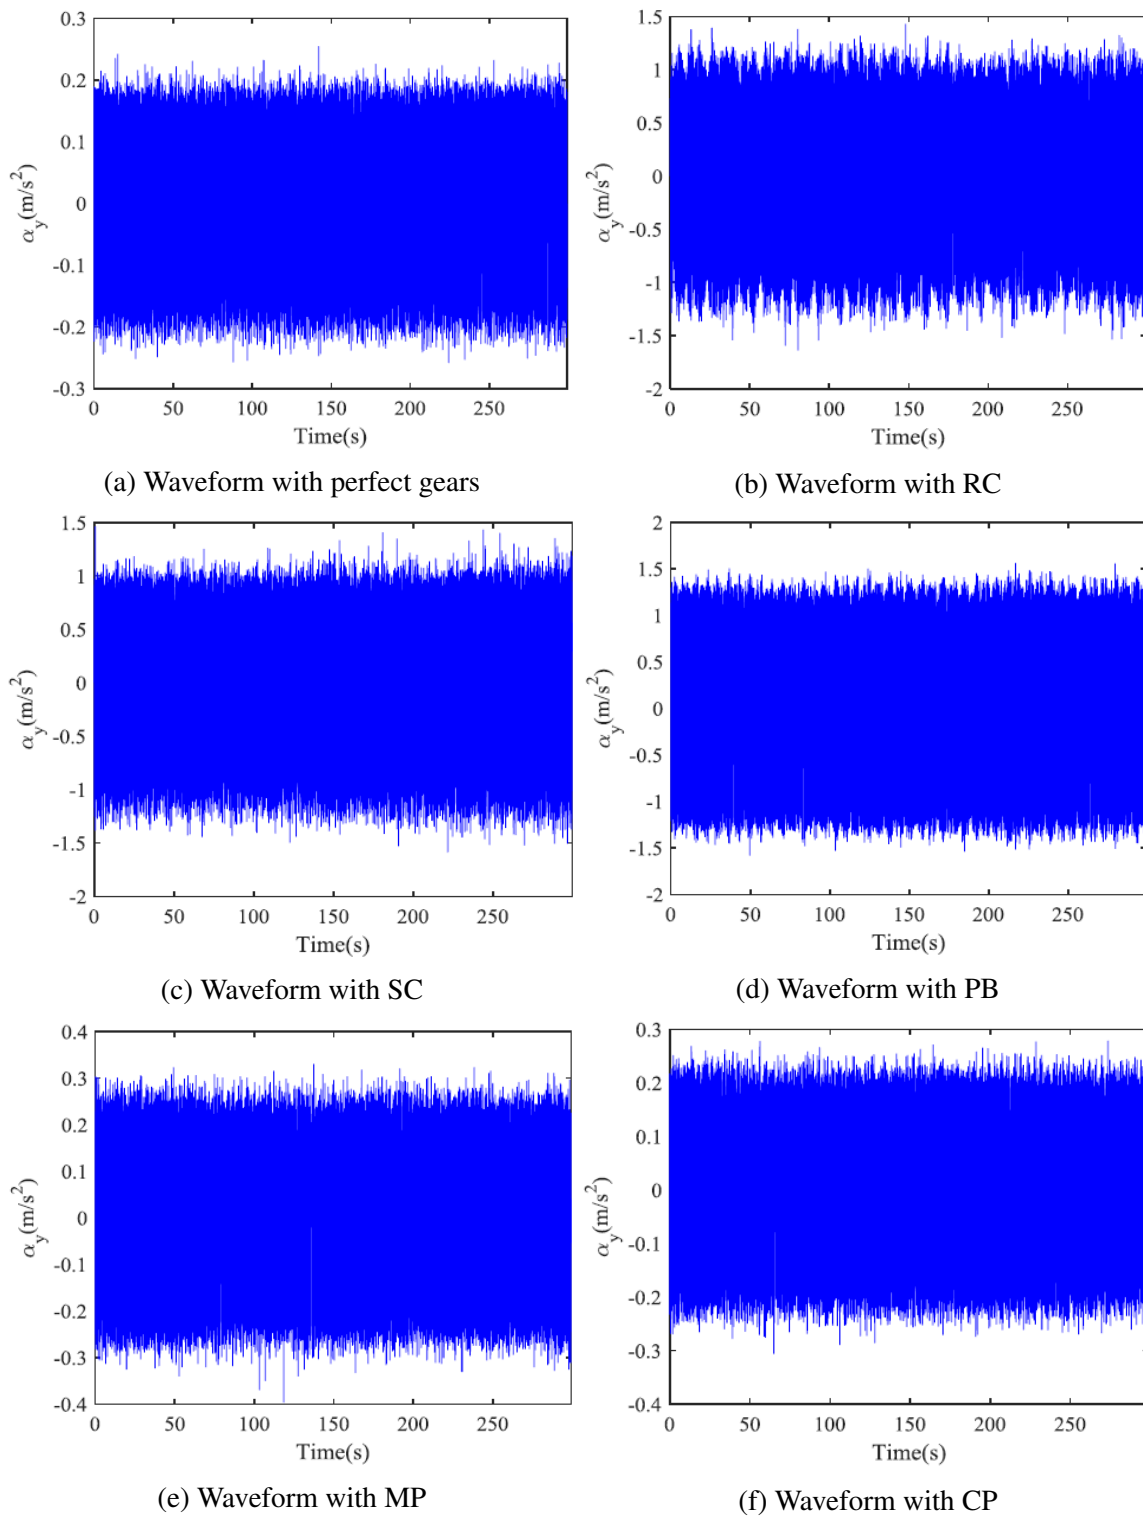 0.3
0.2
0.1
0
-0.1
-0.2
-0.3
α_y(m/s²)
0 50 100 150 200 250
Time(s)
(a) Waveform with perfect gears
1.5
1
0.5
0
-0.5
-1
-1.5
-2
α_y(m/s²)
0 50 100 150 200 250
Time(s)
(b) Waveform with RC
1.5
1
0.5
0
-0.5
-1
-1.5
-2
α_y(m/s²)
0 50 100 150 200 250
Time(s)
(c) Waveform with SC
2
1.5
1
0.5
0
-0.5
-1
-1.5
-2
α_y(m/s²)
0 50 100 150 200 250
Time(s)
(d) Waveform with PB
0.4
0.3
0.2
0.1
0
-0.1
-0.2
-0.3
-0.4
α_y(m/s²)
0 50 100 150 200 250
Time(s)
(e) Waveform with MP
0.3
0.2
0.1
0
-0.1
-0.2
-0.3
-0.4
α_y(m/s²)
0 50 100 150 200 250
Time(s)
(f) Waveform with CP